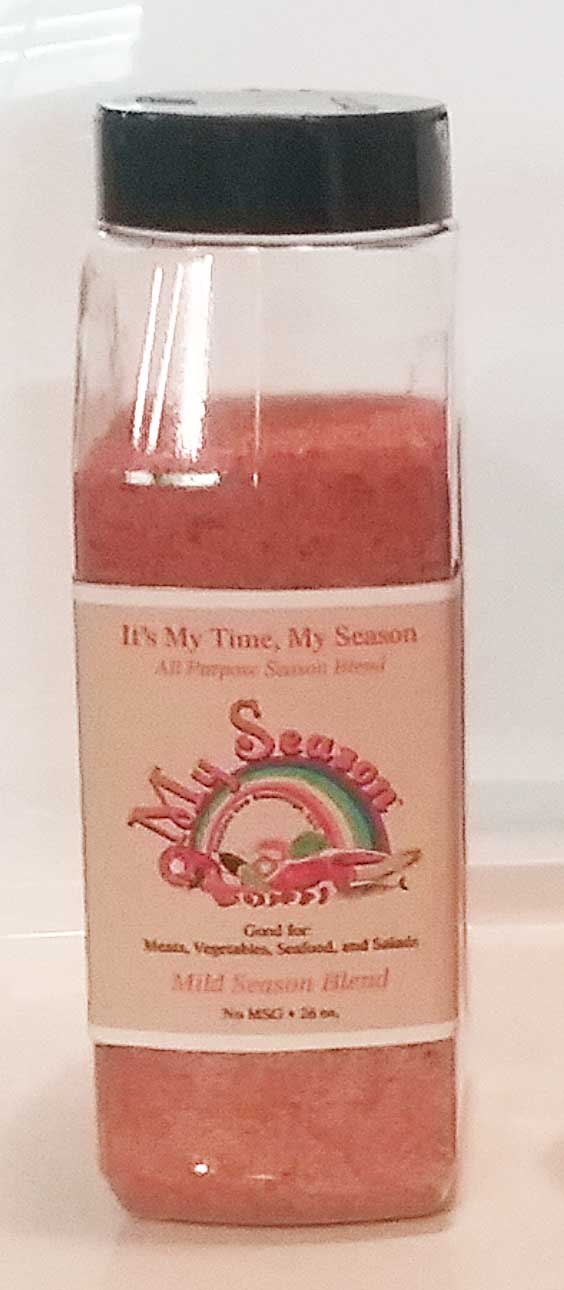 It's My Time, My Season
All Purpose Season Blend
My Season
Good for:
Meats, Vegetables, Seafood, and Salads
Mild Season Blend
No MSG • 26 oz.